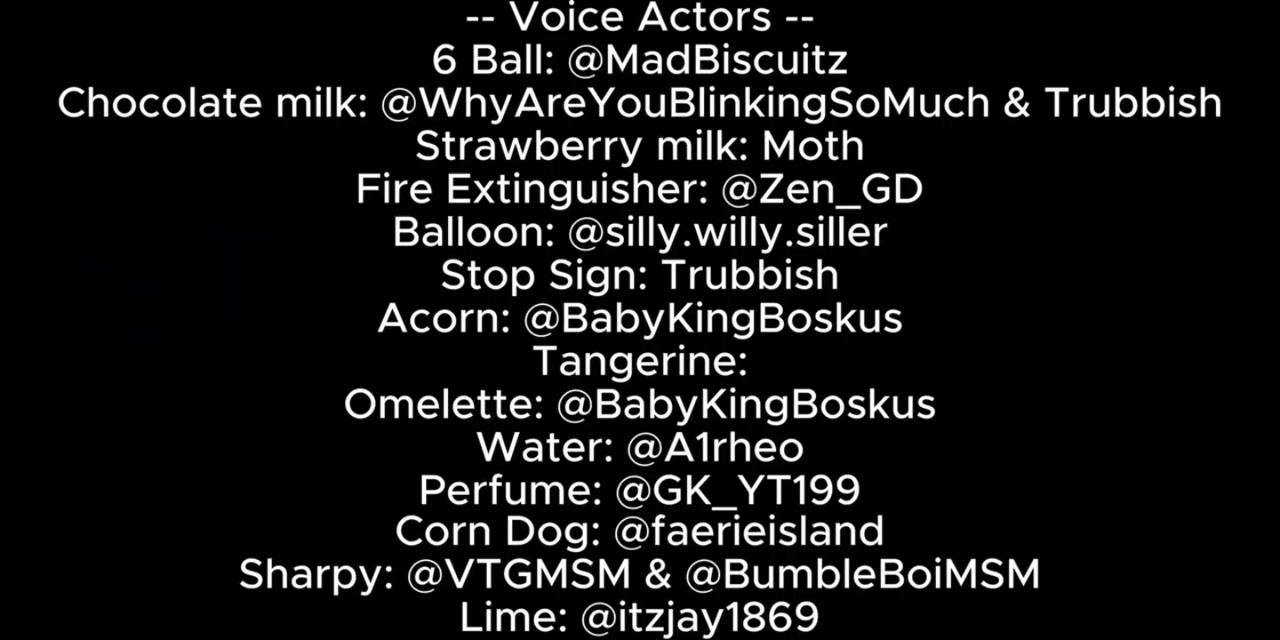 -- Voice Actors --
6 Ball: @MadBiscuitz
Chocolate milk: @WhyAreYouBlinkingSoMuch & Trubbish
Strawberry milk: Moth
Fire Extinguisher: @Zen_GD
Balloon: @silly.willy.siller
Stop Sign: Trubbish
Acorn: @BabyKingBoskus
Tangerine:
Omelette: @BabyKingBoskus
Water: @A1rheo
Perfume: @GK_YT199
Corn Dog: @faerieisland
Sharpy: @VTGMSM & @BumbleBoiMSM
Lime: @itzjay1869